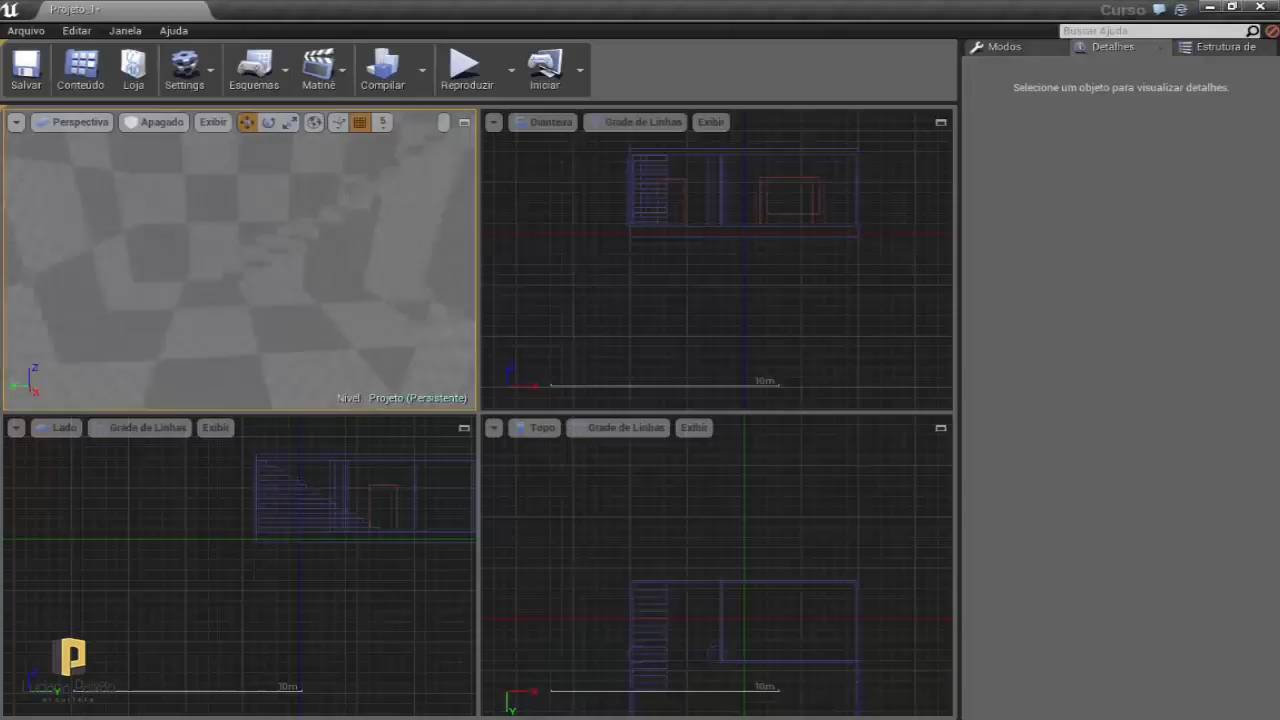 Projeto_1*
Curso
Arquivo Editar Janela Ajuda
Buscar Ajuda
Salvar Conteúdo Loja Settings Esquemas Matinê Compilar Reproduzir Iniciar
Modos Detalhes Estrutura de
Selecione um objeto para visualizar detalhes.
Perspectiva Apagado Exibir 5
Dianteira Grade de Linhas Exibir
Z
X
Nível Projeto (Persistente)
10m
Lado Grade de Linhas Exibir
Topo Grade de Linhas Exibir
10m
10m
Y
arquiteto